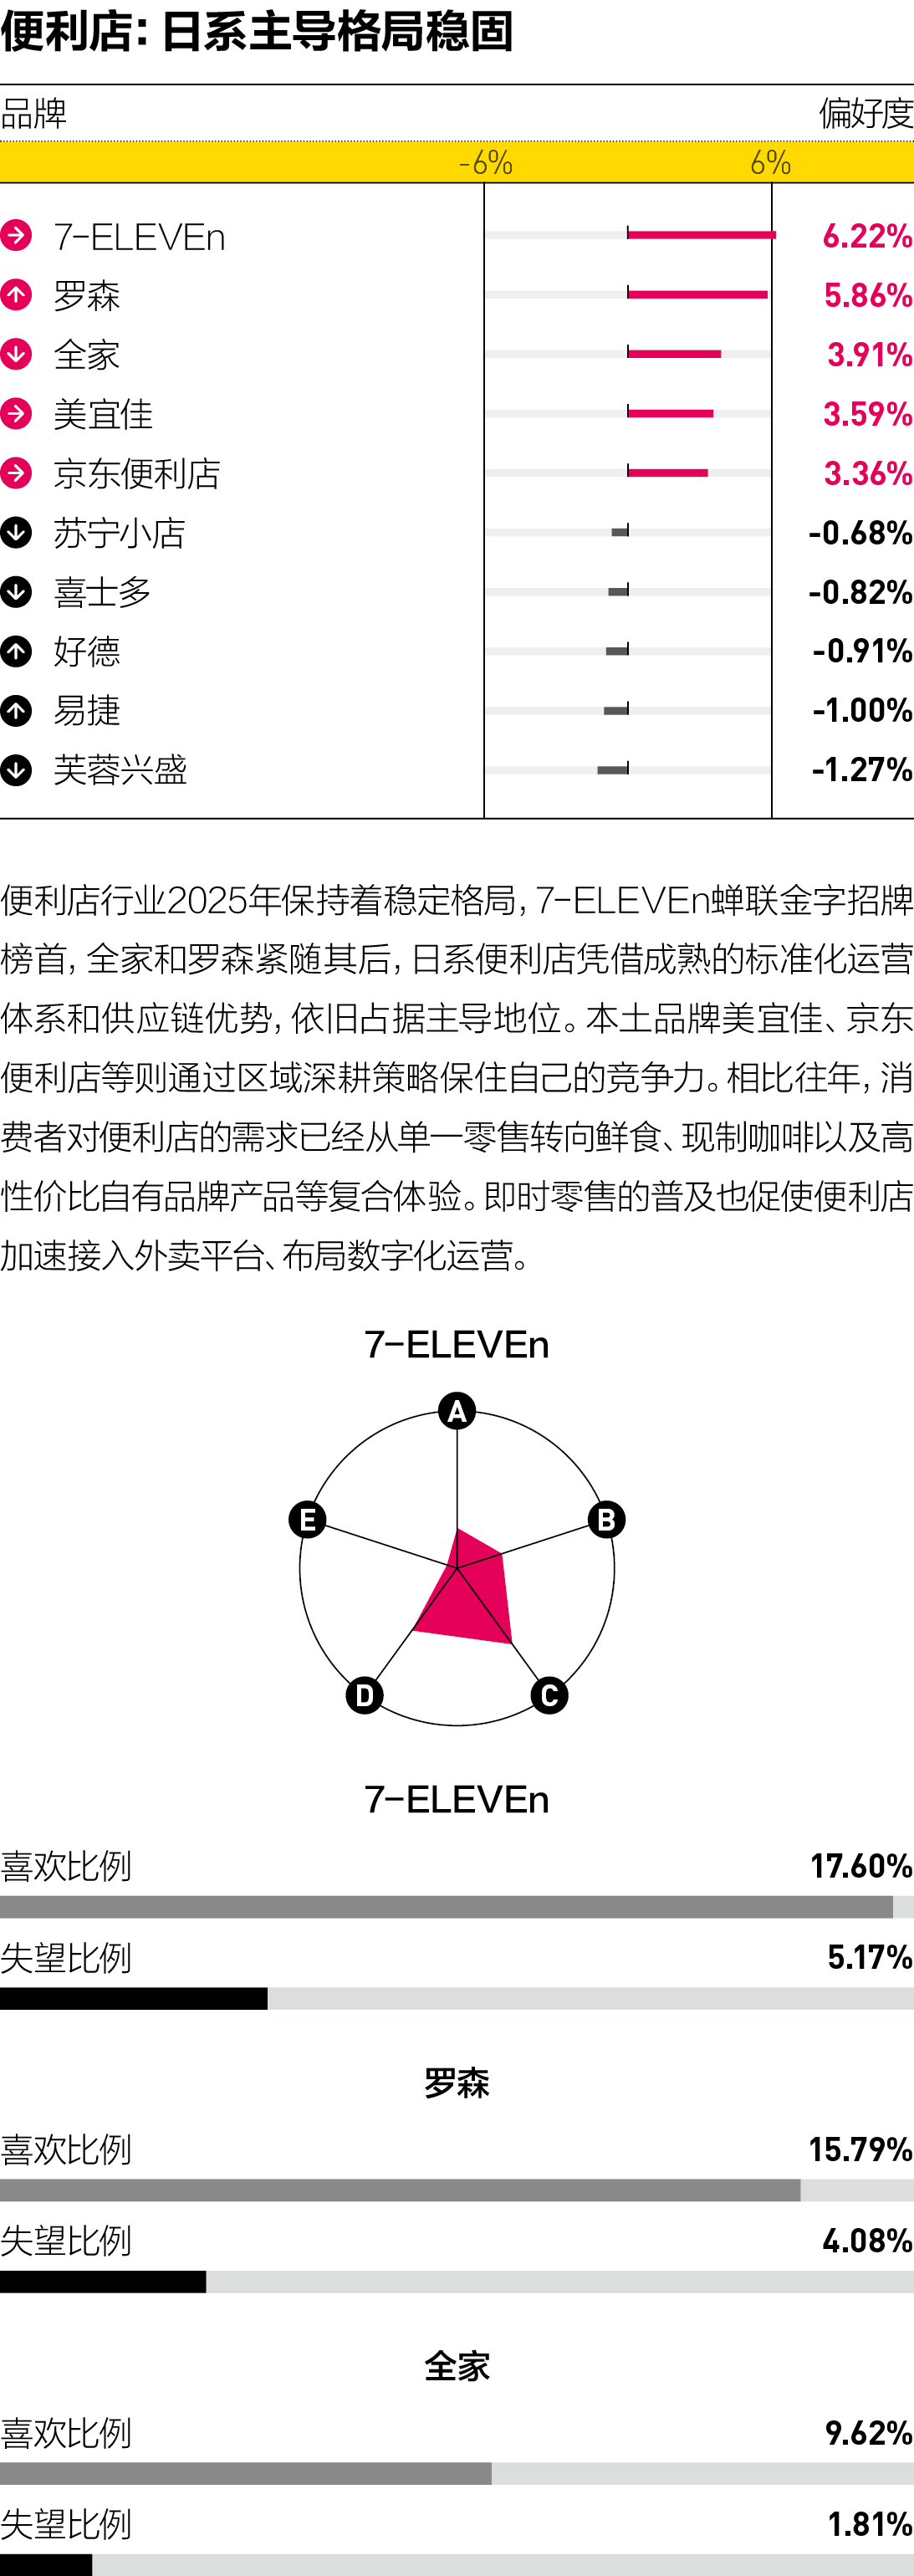 便利店：日系主导格局稳固
品牌 偏好度
-6% 6%
7-ELEVEn 6.22%
罗森 5.86%
全家 3.91%
美宜佳 3.59%
京东便利店 3.36%
苏宁小店 -0.68%
喜士多 -0.82%
好德 -0.91%
易捷 -1.00%
芙蓉兴盛 -1.27%
便利店行业2025年保持着稳定格局，7-ELEVEn蝉联金字招牌
榜首，全家和罗森紧随其后，日系便利店凭借成熟的标准化运营
体系和供应链优势，依旧占据主导地位。本土品牌美宜佳、京东
便利店等则通过区域深耕策略保住自己的竞争力。相比往年，消
费者对便利店的需求已经从单一零售转向鲜食、现制咖啡以及高
性价比自有品牌产品等复合体验。即时零售的普及也促使便利店
加速接入外卖平台、布局数字化运营。
7-ELEVEn
A
E B
D C
7-ELEVEn
喜欢比例 17.60%
失望比例 5.17%
罗森
喜欢比例 15.79%
失望比例 4.08%
全家
喜欢比例 9.62%
失望比例 1.81%